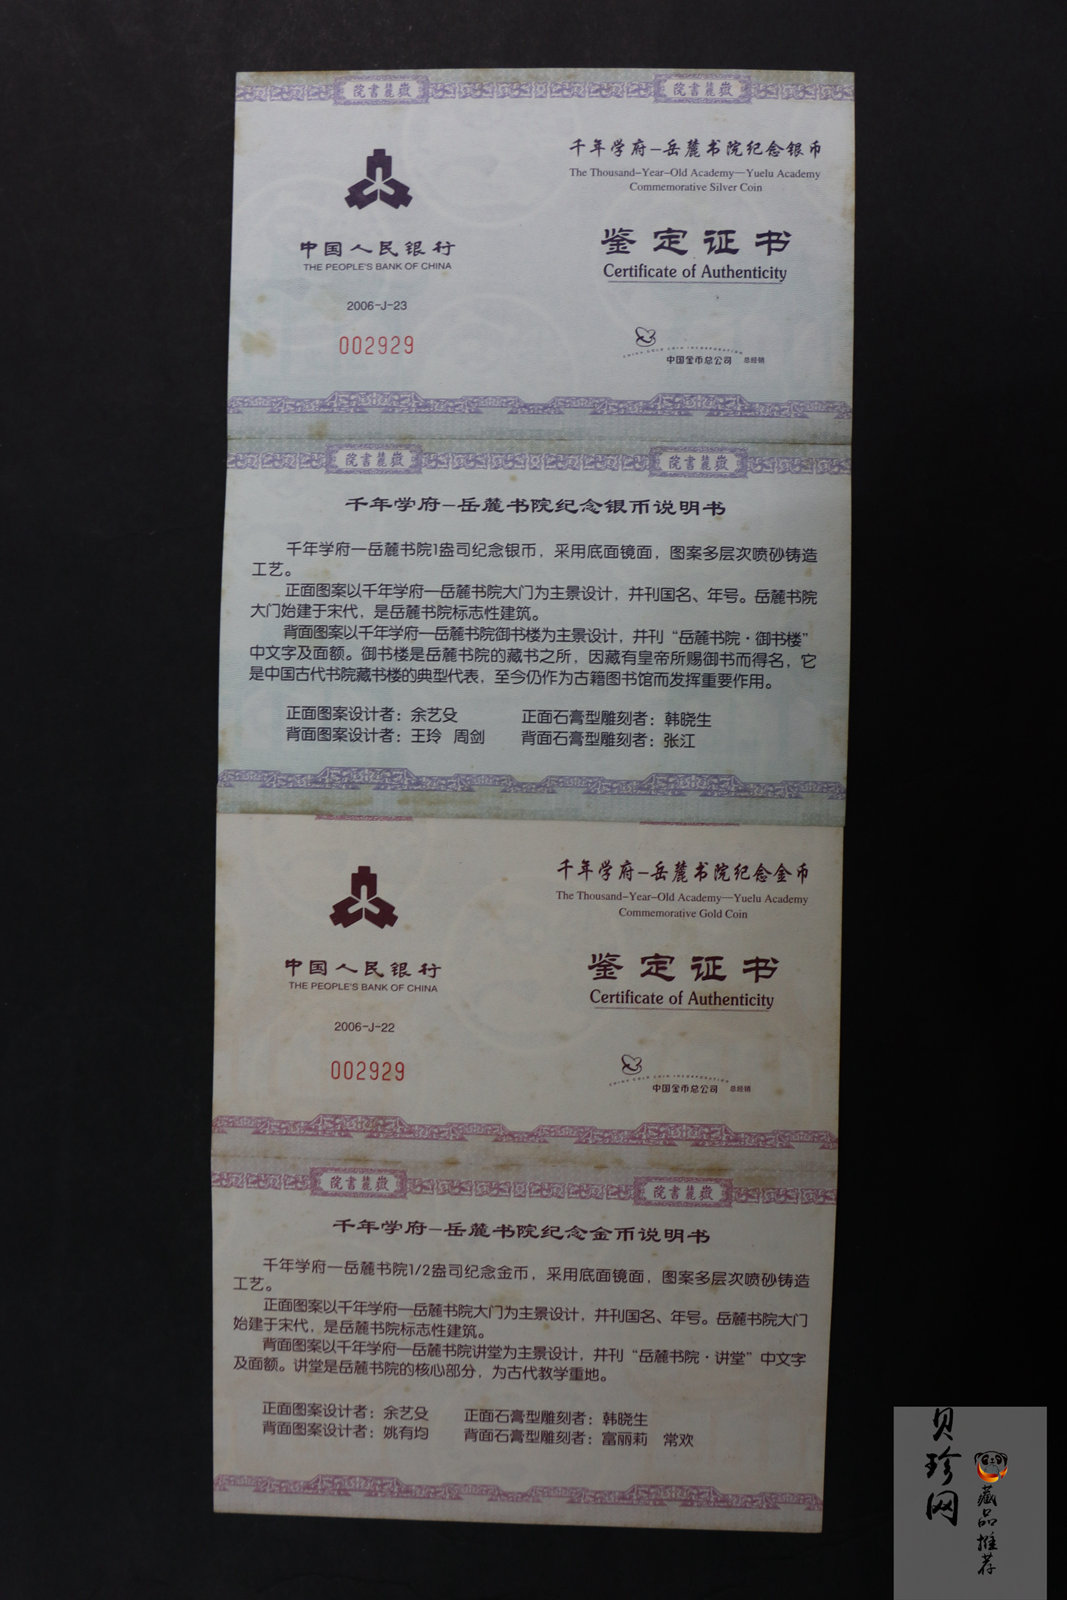 院書麓嶽 院書麓嶽
千年学府—岳麓书院纪念银币
The Thousand-Year-Old Academy—Yuelu Academy
Commemorative Silver Coin
中国人民银行
THE PEOPLE'S BANK OF CHINA
鉴定证书
Certificate of Authenticity
2006-J-23
002929
CHINA GOLD COIN INCORPORATION
中国金币总公司 总经销
院書麓嶽 院書麓嶽
千年学府—岳麓书院纪念银币说明书
千年学府—岳麓书院1盎司纪念银币，采用底面镜面，图案多层次喷砂铸造
工艺。
正面图案以千年学府—岳麓书院大门为主景设计，并刊国名、年号。岳麓书院
大门始建于宋代，是岳麓书院标志性建筑。
背面图案以千年学府—岳麓书院御书楼为主景设计，并刊“岳麓书院·御书楼”
中文字及面额。御书楼是岳麓书院的藏书之所，因藏有皇帝所赐御书而得名，它
是中国古代书院藏书楼的典型代表，至今仍作为古籍图书馆而发挥重要作用。
正面图案设计者：余艺殳 正面石膏型雕刻者：韩晓生
背面图案设计者：王玲 周剑 背面石膏型雕刻者：张江
千年学府—岳麓书院纪念金币
The Thousand-Year-Old Academy—Yuelu Academy
Commemorative Gold Coin
中国人民银行
THE PEOPLE'S BANK OF CHINA
鉴定证书
Certificate of Authenticity
2006-J-22
002929
CHINA GOLD COIN INCORPORATION
中国金币总公司 总经销
院書麓嶽 院書麓嶽
千年学府—岳麓书院纪念金币说明书
千年学府—岳麓书院1/2盎司纪念金币，采用底面镜面，图案多层次喷砂铸造
工艺。
正面图案以千年学府—岳麓书院大门为主景设计，并刊国名、年号。岳麓书院大门
始建于宋代，是岳麓书院标志性建筑。
背面图案以千年学府—岳麓书院讲堂为主景设计，并刊“岳麓书院·讲堂”中文字
及面额。讲堂是岳麓书院的核心部分，为古代教学重地。
正面图案设计者：余艺殳 正面石膏型雕刻者：韩晓生
背面图案设计者：姚有均 背面石膏型雕刻者：富丽莉 常欢
贝珍网
藏品推荐